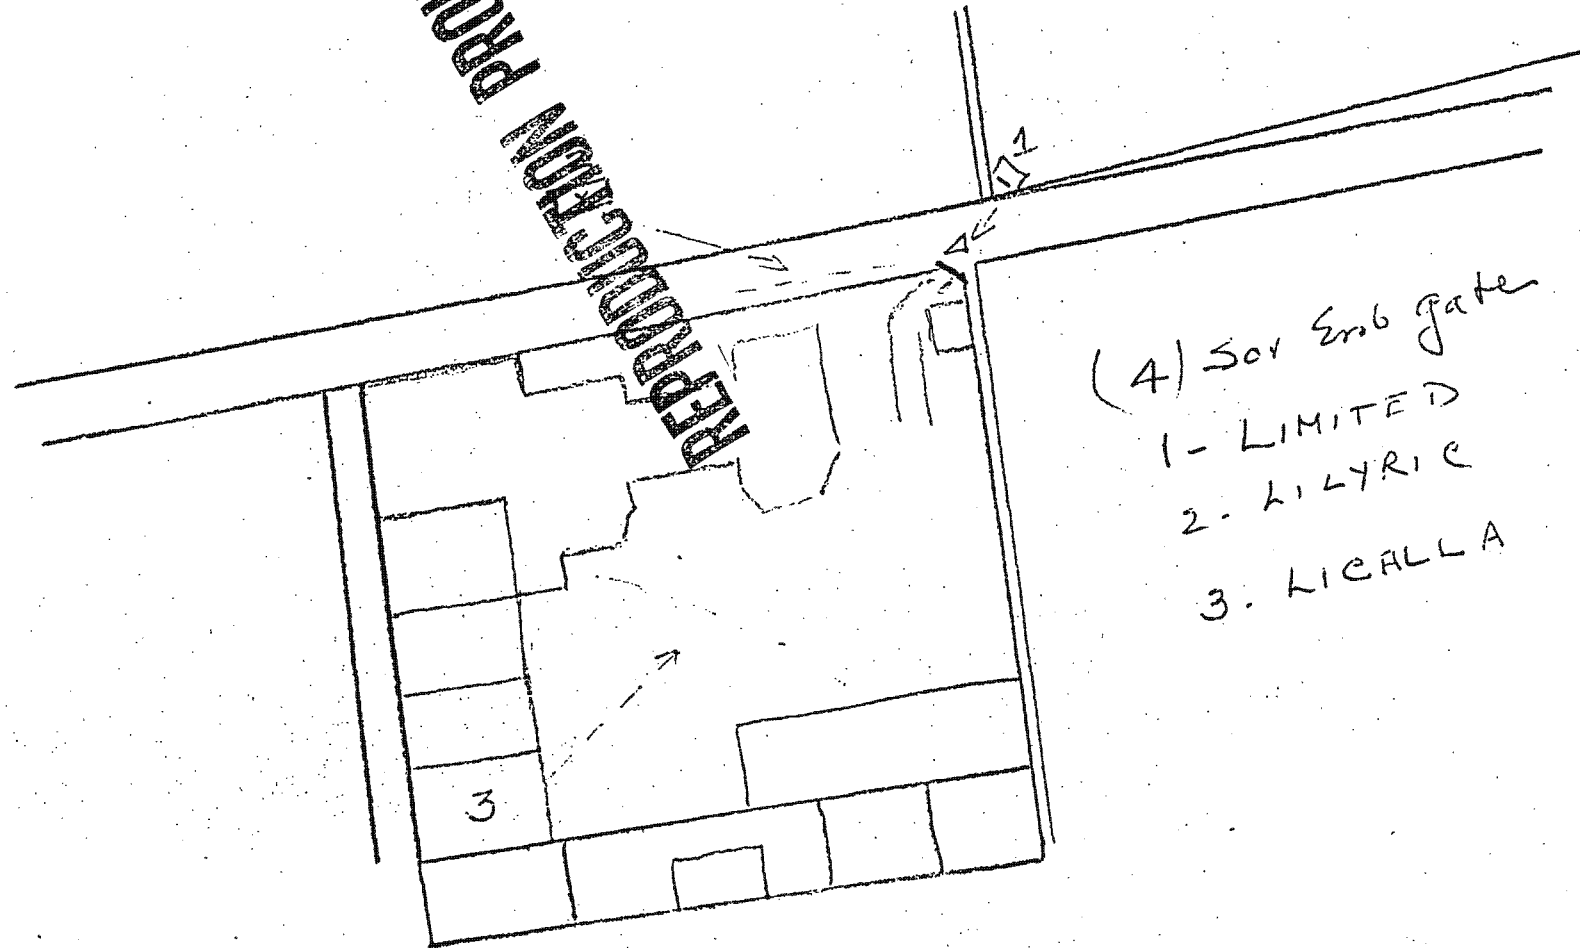 REPRODUCTION PRO
1
(4) Sov Emb gate
1 - LIMITED
2. LILYRIC
3. LICALLA
3